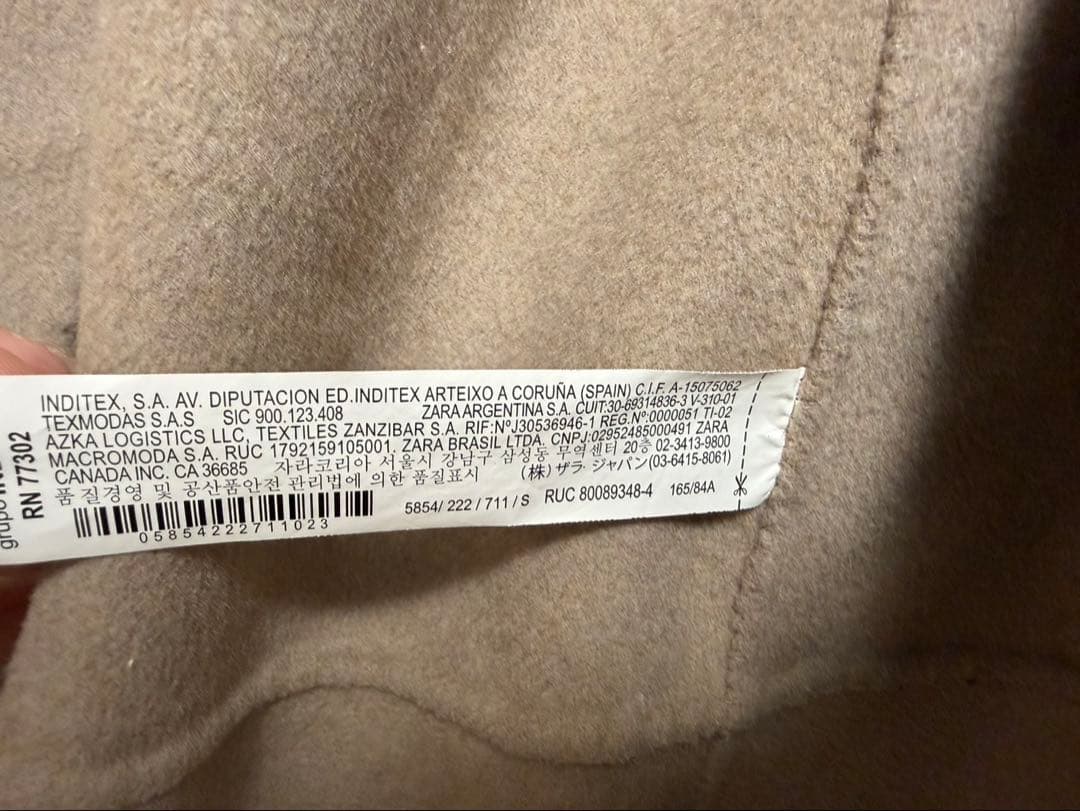 INDITEX, S.A. AV. DIPUTACION ED.INDITEX ARTEIXO A CORUÑA (SPAIN) C.I.F. A-15075062
TEXMODAS S.A.S SIC 900.123.408 ZARA ARGENTINA S.A. CUIT:30-69314836-3 V-310-01
AZKA LOGISTICS LLC, TEXTILES ZANZIBAR S.A. RIF:NºJ30536946-1 REG.Nº:0000051 TI-02
MACROMODA S.A. RUC 1792159105001. ZARA BRASIL LTDA. CNPJ:02952485000491 ZARA
CANADA INC. CA 36685 자라코리아 서울시 강남구 삼성동 무역센터 20층 02-3413-9800
품질경영 및 공산품안전 관리법에 의한 품질표시 (株) ザラ ジャパン(03-6415-8061)
05854222711023
5854/ 222 / 711 / S RUC 80089348-4 165/84A
RN 77302
grupo